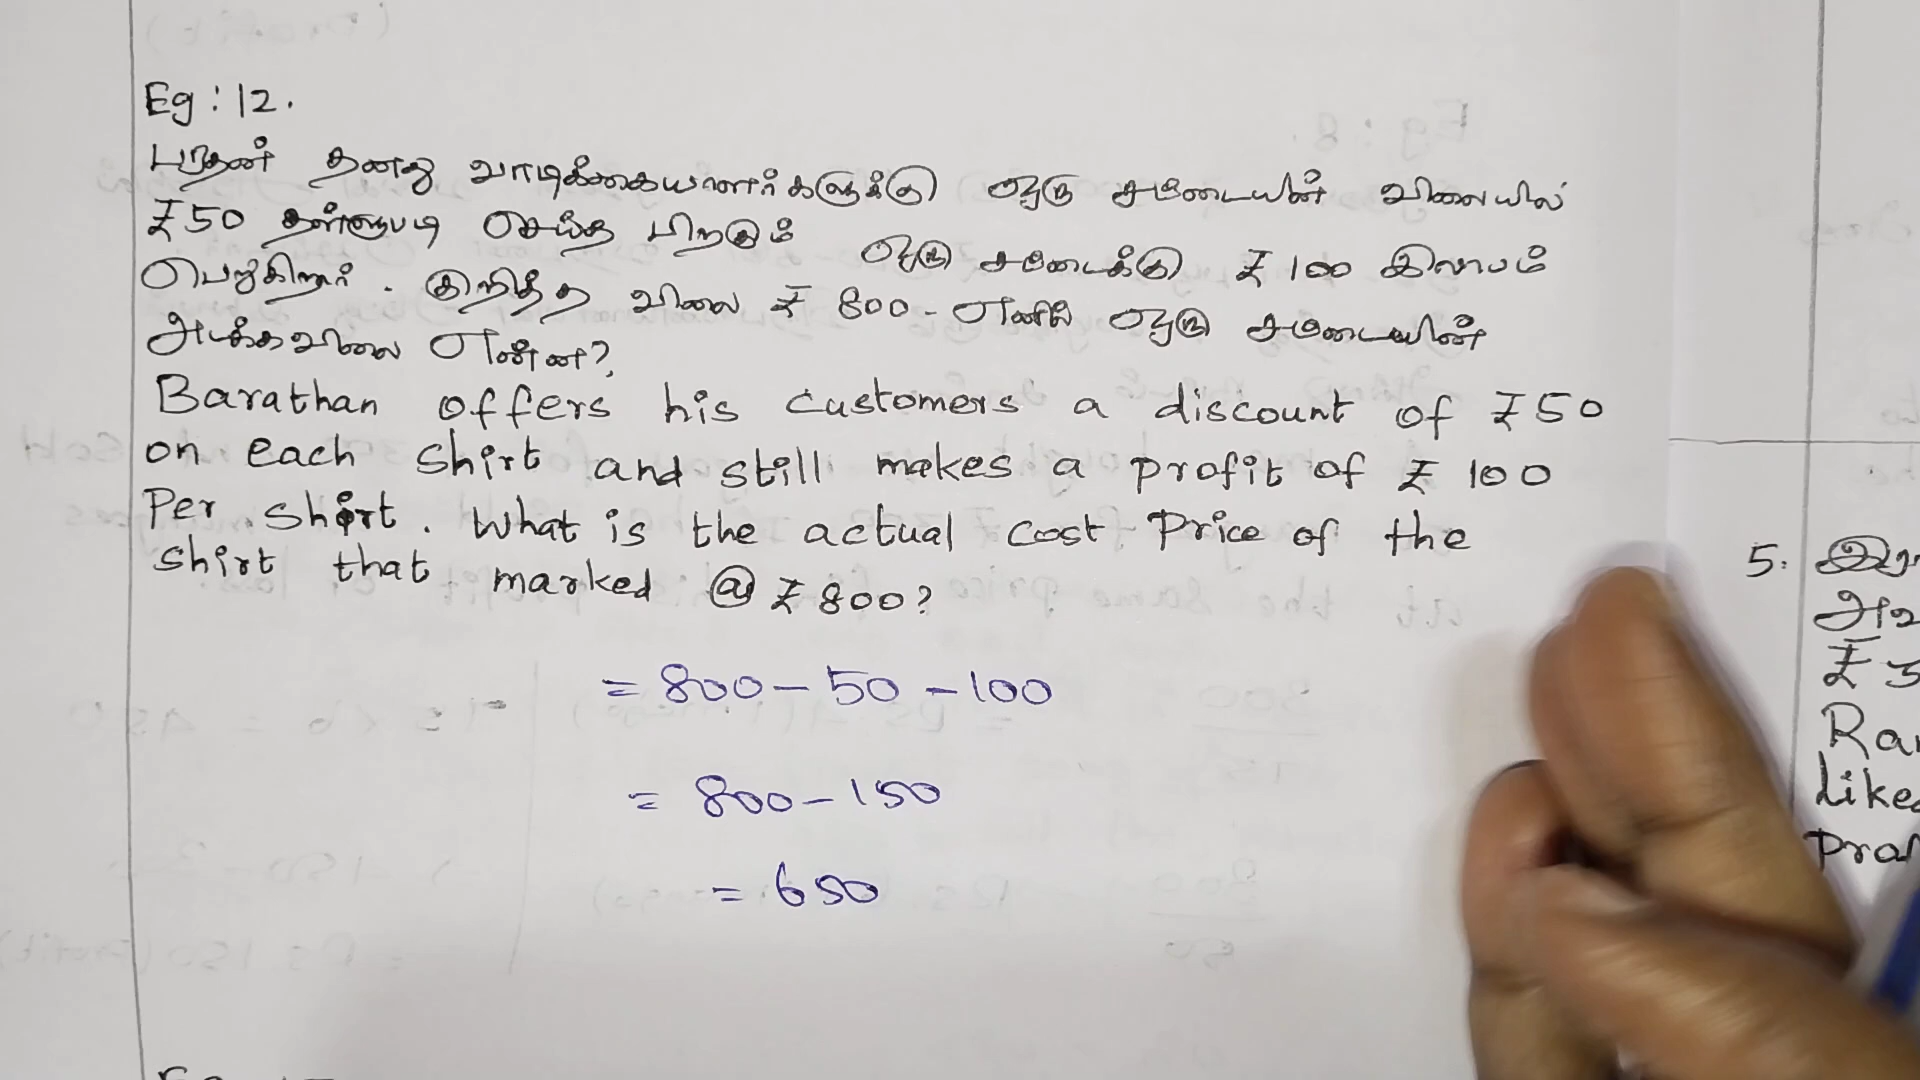 Eg : 12.
பரதன் தனது வாடிக்கையாளர்களுக்கு ஒரு சட்டையின் விலையில்
₹50 தள்ளுபடி செய்த பிறகும் ஒரு சட்டைக்கு ₹ 100 இலாபம்
பெறுகிறார். குறித்த விலை ₹ 800 - எனில் ஒரு சட்டையின்
அடக்கவிலை என்ன?
Barathan offers his customers a discount of ₹50
on each shirt and still makes a profit of ₹ 100
Per shirt. What is the actual cost Price of the
shirt that marked @ ₹ 800?
= 800 - 50 - 100
= 800 - 150
= 650
5.
₹